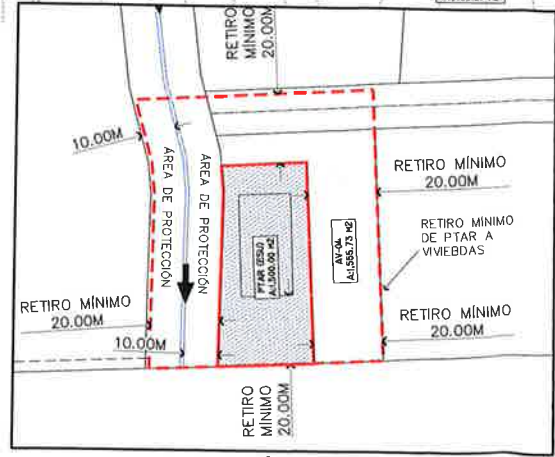 RETIRO
MÍNIMO
20.00M
10.00M
ÁREA DE PROTECCIÓN
ÁREA DE PROTECCIÓN
RETIRO MÍNIMO
20.00M
RETIRO MÍNIMO
DE PTAR A
VIVIEBDAS
PTAR (ESU)
A:1,500.00 M2
AV-04
A:1,555.73 M2
RETIRO MÍNIMO
20.00M
RETIRO MÍNIMO
20.00M
10.00M
RETIRO
MÍNIMO
20.00M